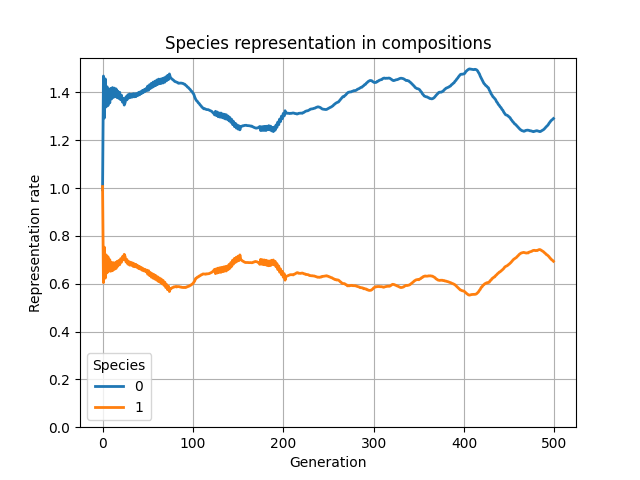 Species representation in compositions
Representation rate
1.4
1.2
1.0
0.8
0.6
0.4
0.2
0.0
Species
0
1
0 100 200 300 400 500
Generation